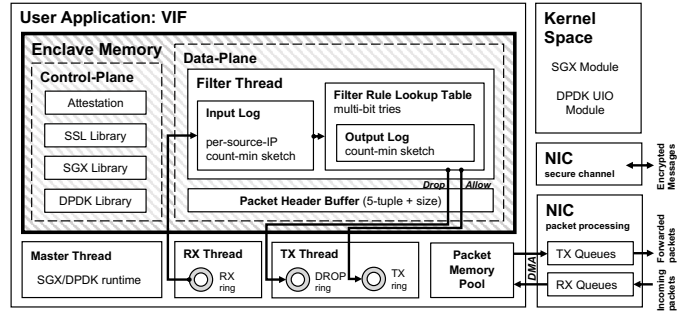 User Application: VIF
Enclave Memory
Control-Plane
Attestation
SSL Library
SGX Library
DPDK Library
Data-Plane
Filter Thread
Input Log
per-source-IP
count-min sketch
Filter Rule Lookup Table
multi-bit tries
Output Log
count-min sketch
Drop
Allow
Packet Header Buffer (5-tuple + size)
Master Thread
SGX/DPDK runtime
RX Thread
RX
ring
TX Thread
DROP
ring
TX
ring
Packet
Memory
Pool
DMA
Kernel
Space
SGX Module
DPDK UIO
Module
NIC
secure channel
Encrypted
Messages
NIC
packet processing
TX Queues
RX Queues
Forwarded
packets
Incoming
packets